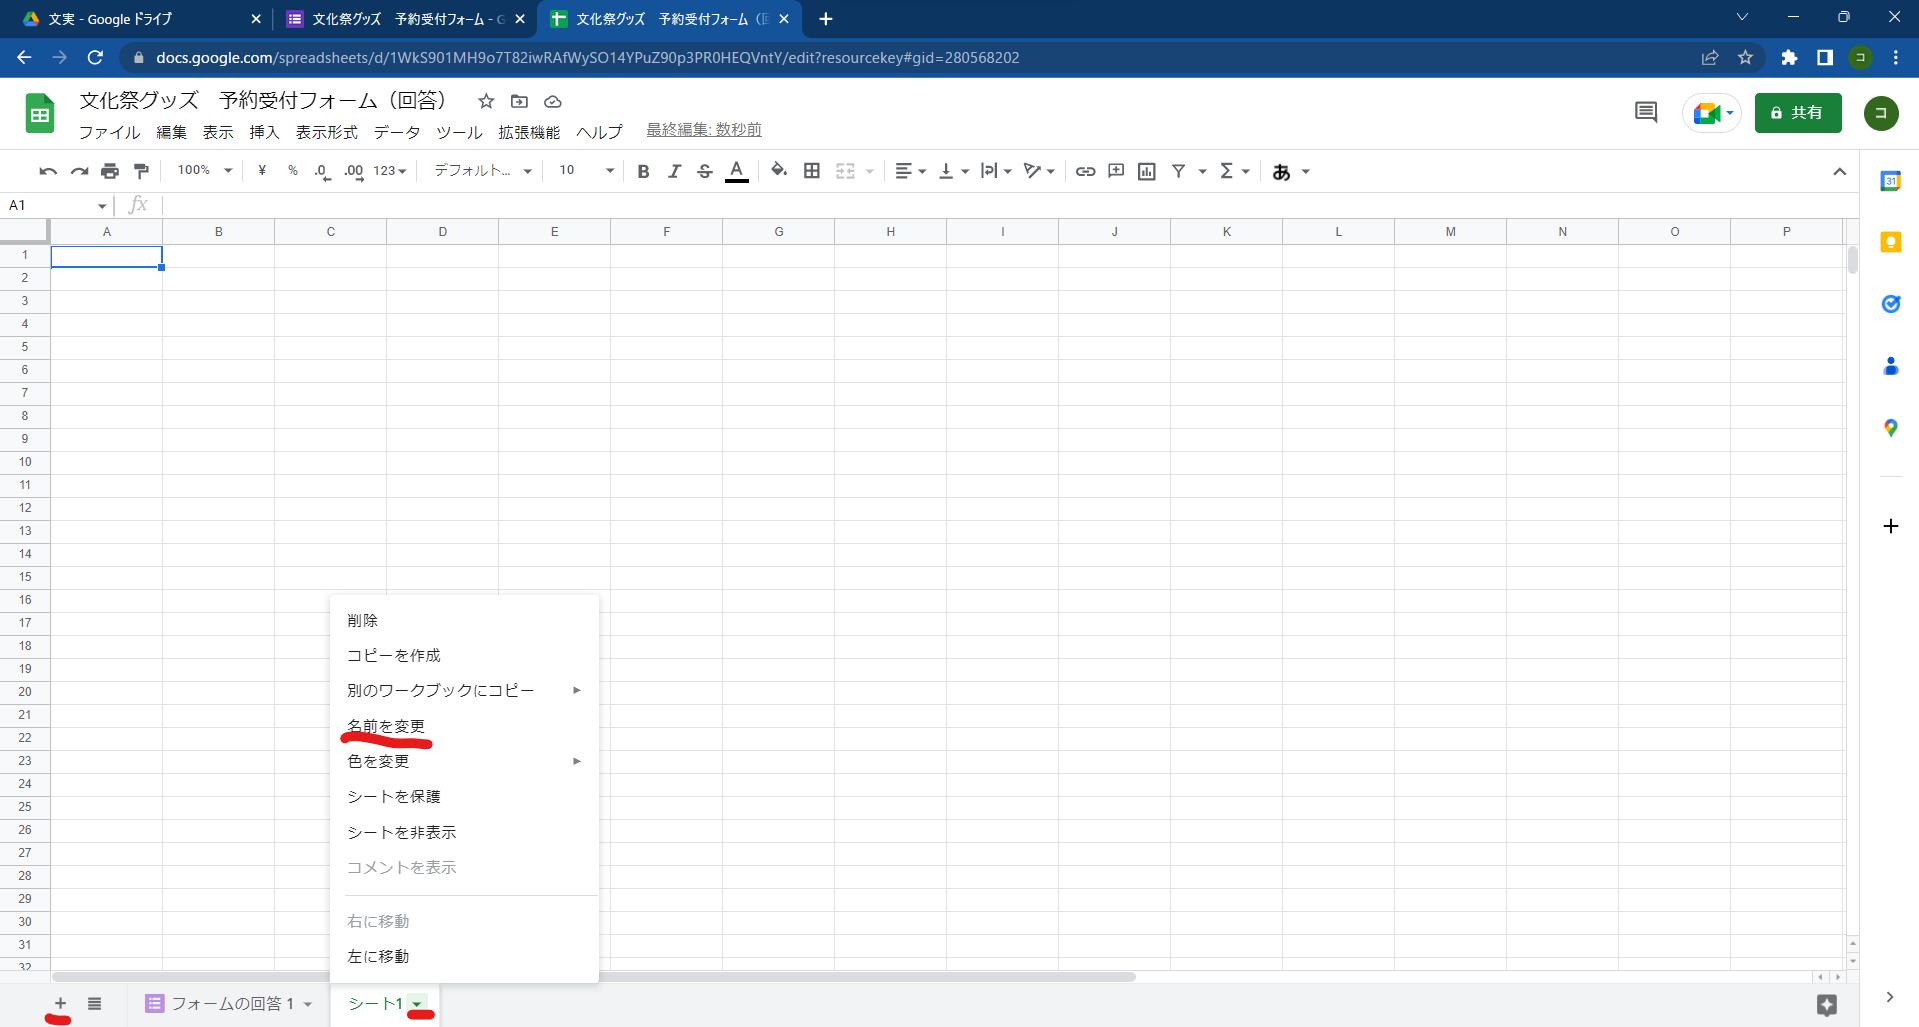 文実 - Google ドライブ
文化祭グッズ　予約受付フォーム - G
文化祭グッズ　予約受付フォーム（回
docs.google.com/spreadsheets/d/1WkS901MH9o7T82iwRAfWySO14YPuZ90p3PR0HEQVntY/edit?resourcekey#gid=280568202
コ
文化祭グッズ　予約受付フォーム（回答）
ファイル 編集 表示 挿入 表示形式 データ ツール 拡張機能 ヘルプ 最終編集: 数秒前
共有
コ
100% ¥ % .0 .00 123 デフォルト... 10 B I S A Σ あ
31
A1 fx
A B C D E F G H I J K L M N O P
1
2
3
4
5
6
7
8
9
10
11
12
13
14
15
16
17
18
19
20
21
22
23
24
25
26
27
28
29
30
31
32
削除
コピーを作成
別のワークブックにコピー
名前を変更
色を変更
シートを保護
シートを非表示
コメントを表示
右に移動
左に移動
フォームの回答 1
シート1